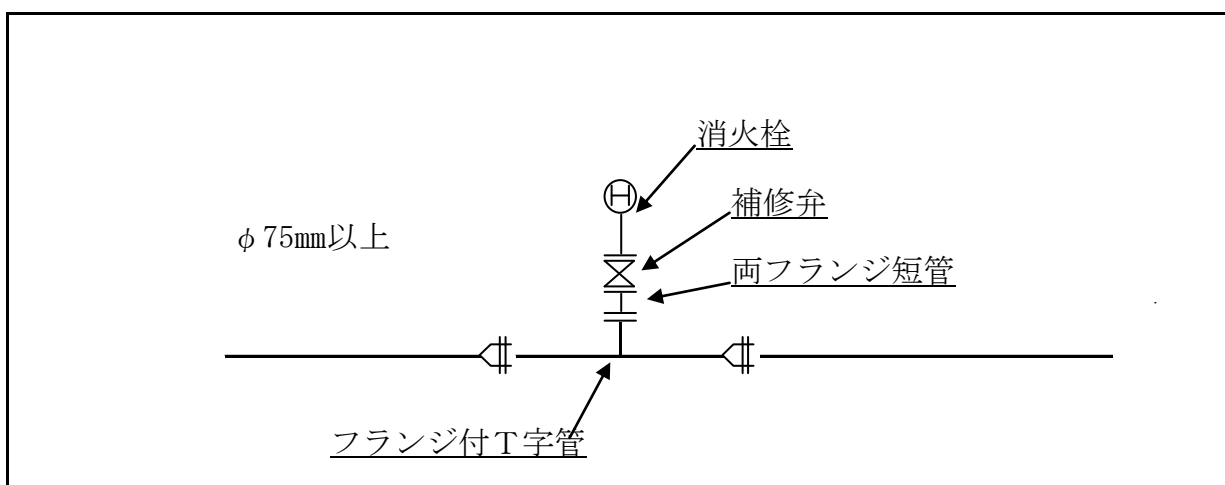 消火栓
H
補修弁
φ75mm以上
両フランジ短管
フランジ付T字管